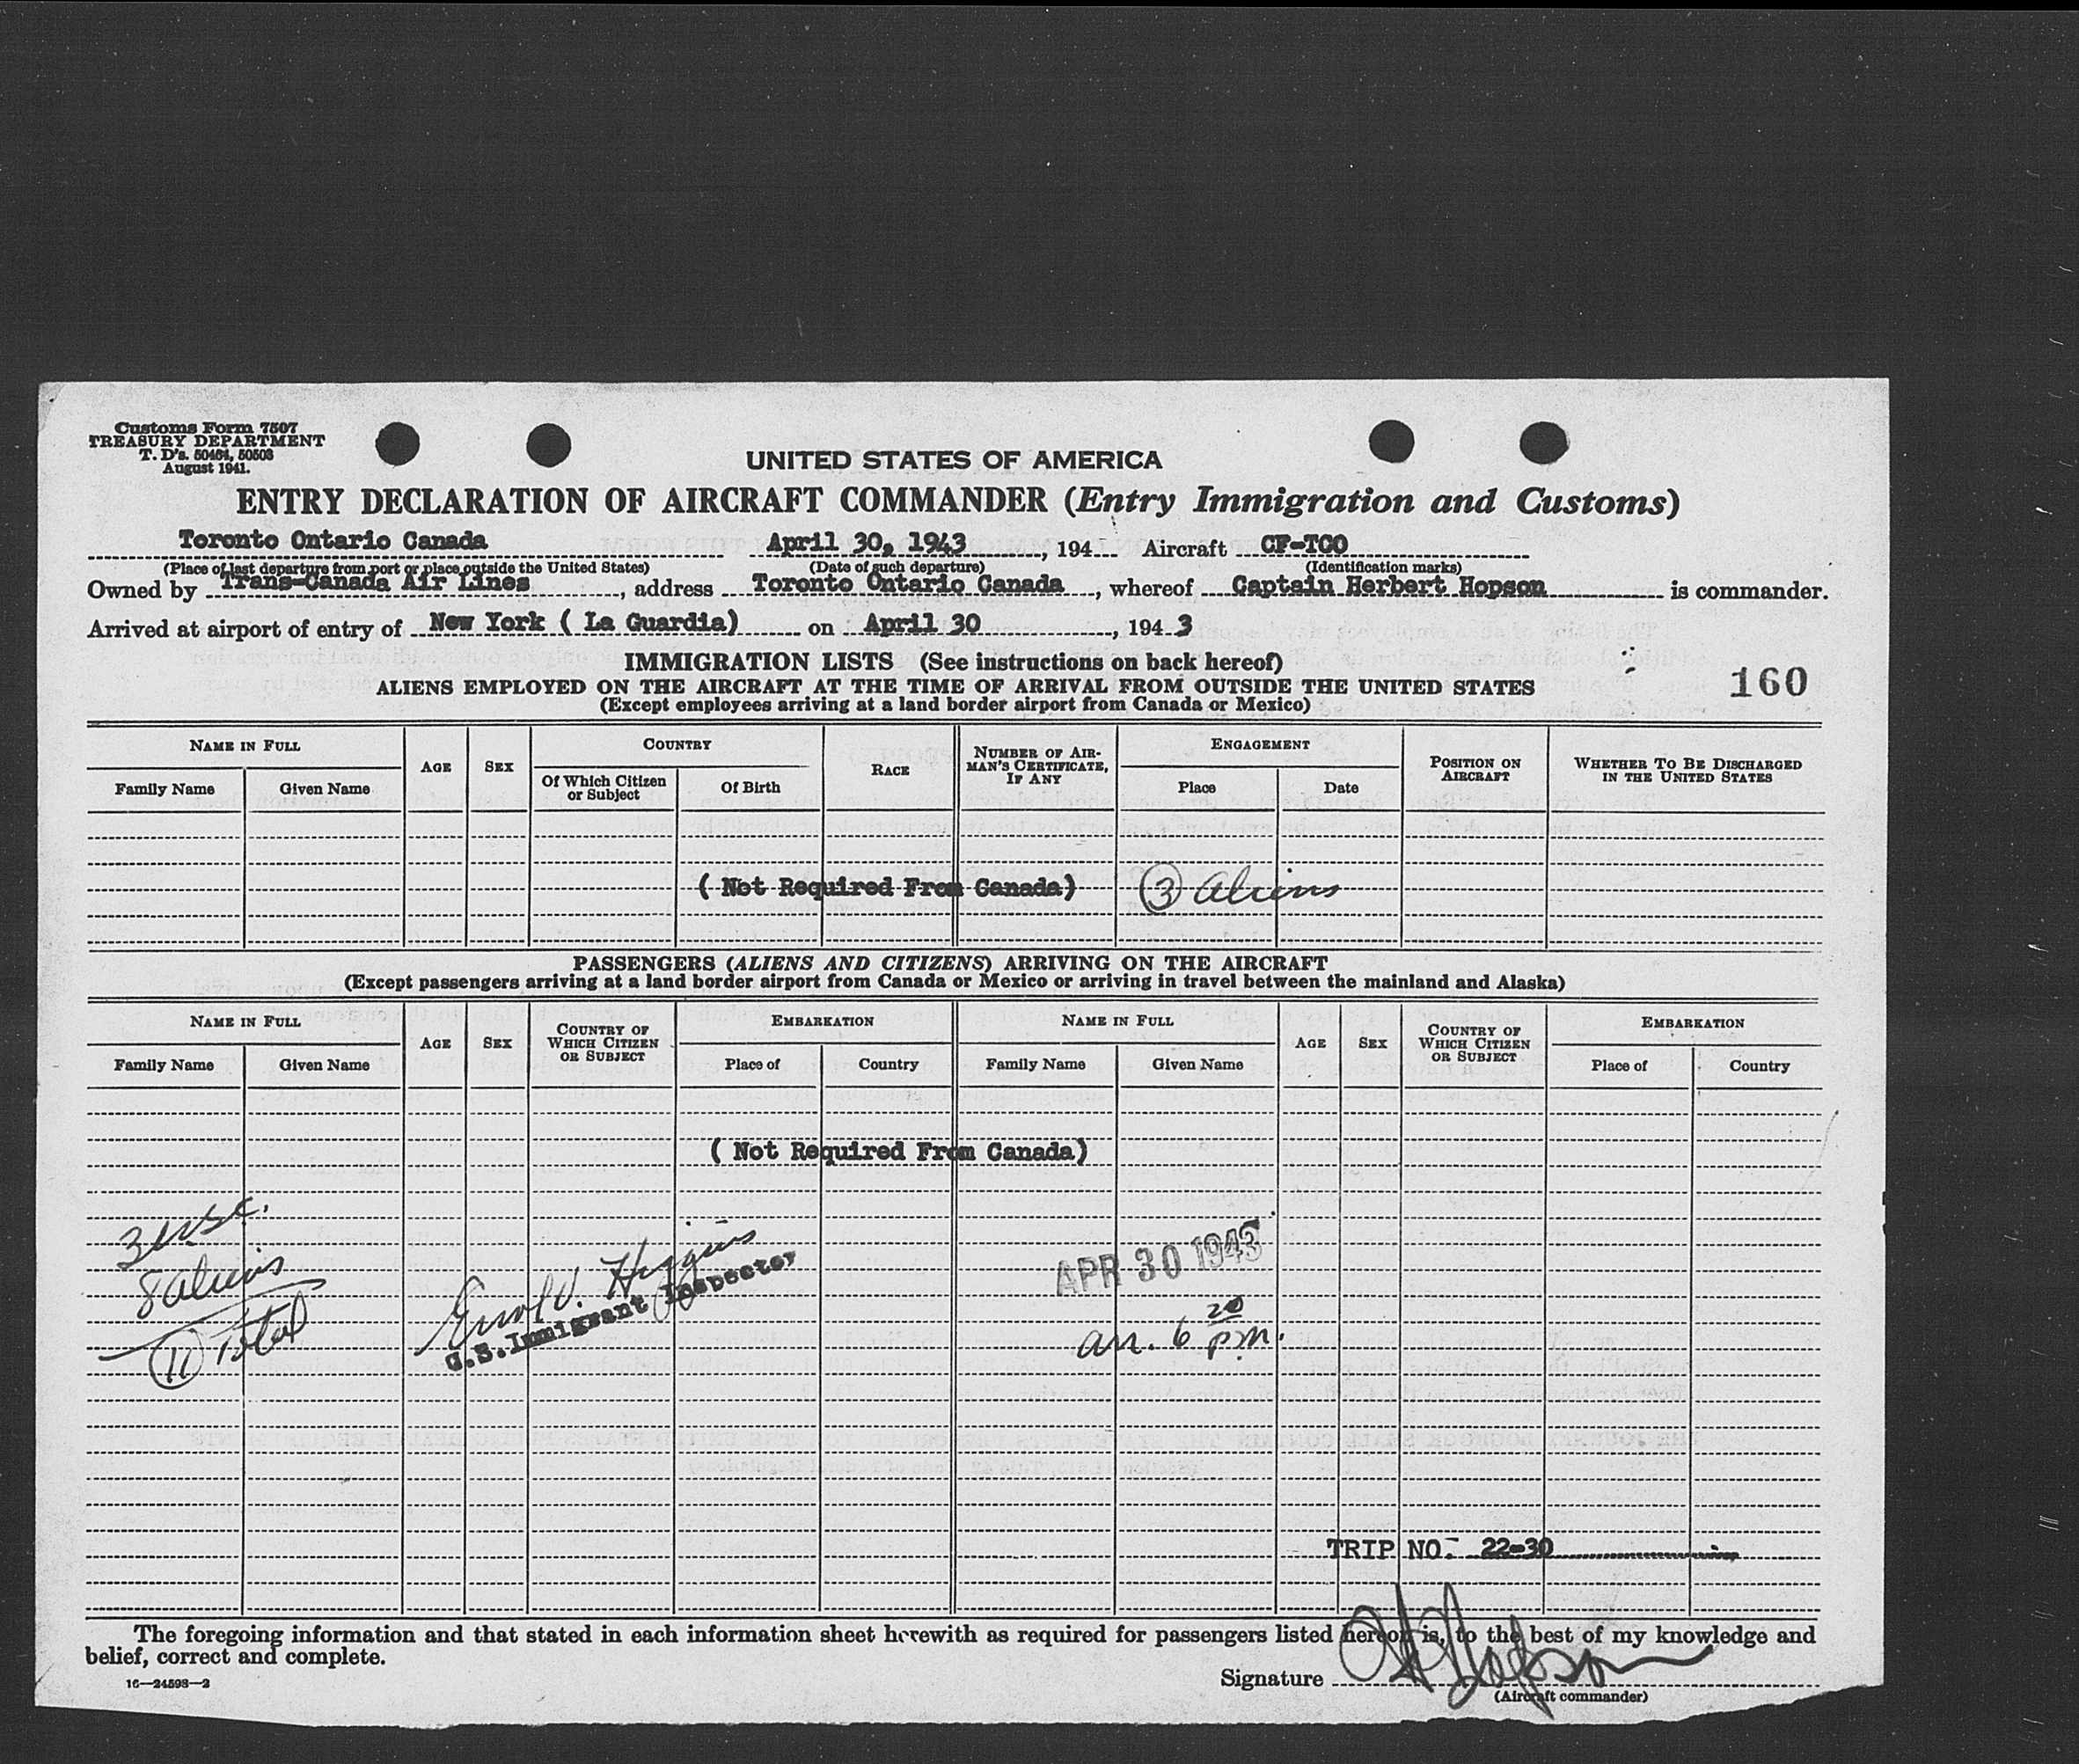 Customs Form 7507
TREASURY DEPARTMENT
T. D's. 50464, 50503
August 1941.
UNITED STATES OF AMERICA
ENTRY DECLARATION OF AIRCRAFT COMMANDER (Entry Immigration and Customs)
Toronto Ontario Canada April 30, 1943, 194 Aircraft CF-TCO
(Place of last departure from port or place outside the United States) (Date of such departure) (Identification marks)
Owned by Trans-Canada Air Lines, address Toronto Ontario Canada, whereof Captain Herbert Hopson is commander.
Arrived at airport of entry of New York ( La Guardia) on April 30, 194 3
IMMIGRATION LISTS (See instructions on back hereof)
160
ALIENS EMPLOYED ON THE AIRCRAFT AT THE TIME OF ARRIVAL FROM OUTSIDE THE UNITED STATES
(Except employees arriving at a land border airport from Canada or Mexico)
NAME IN FULL AGE SEX COUNTRY RACE NUMBER OF AIRMAN'S CERTIFICATE, IF ANY ENGAGEMENT POSITION ON AIRCRAFT WHETHER TO BE DISCHARGED IN THE UNITED STATES
Family Name Given Name Of Which Citizen or Subject Of Birth Place Date
( Not Required From Canada) 3 aliens
PASSENGERS (ALIENS AND CITIZENS) ARRIVING ON THE AIRCRAFT
(Except passengers arriving at a land border airport from Canada or Mexico or arriving in travel between the mainland and Alaska)
NAME IN FULL AGE SEX COUNTRY OF WHICH CITIZEN OR SUBJECT EMBARKATION NAME IN FULL AGE SEX COUNTRY OF WHICH CITIZEN OR SUBJECT EMBARKATION
Family Name Given Name Place of Country Family Name Given Name Place of Country
( Not Required From Canada)
3 USC.
8 aliens
11 Total
Higgins
U.S. Immigrant Inspector
APR 30 1943
arr. 6 20 pm.
TRIP NO. 22-30
The foregoing information and that stated in each information sheet herewith as required for passengers listed hereon is, to the best of my knowledge and
belief, correct and complete.
Signature H Hopson
(Aircraft commander)
16—24598—2